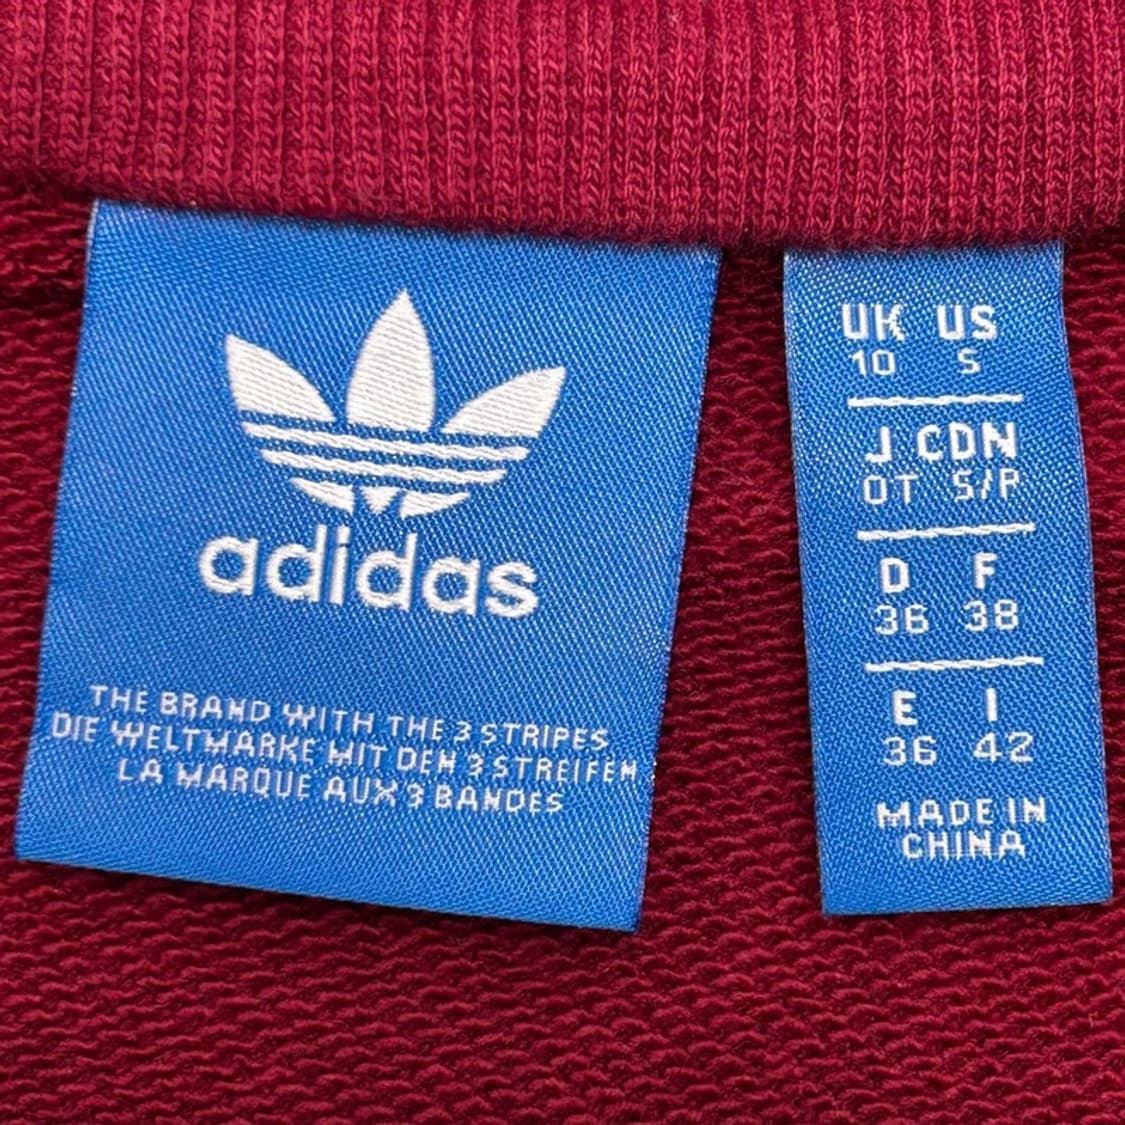 adidas
THE BRAND WITH THE 3 STRIPES
DIE WELTMARKE MIT DEN 3 STREIFEN
LA MARQUE AUX 3 BANDES
UK US
10 S
J CDN
OT S/P
D F
36 38
E I
36 42
MADE IN
CHINA